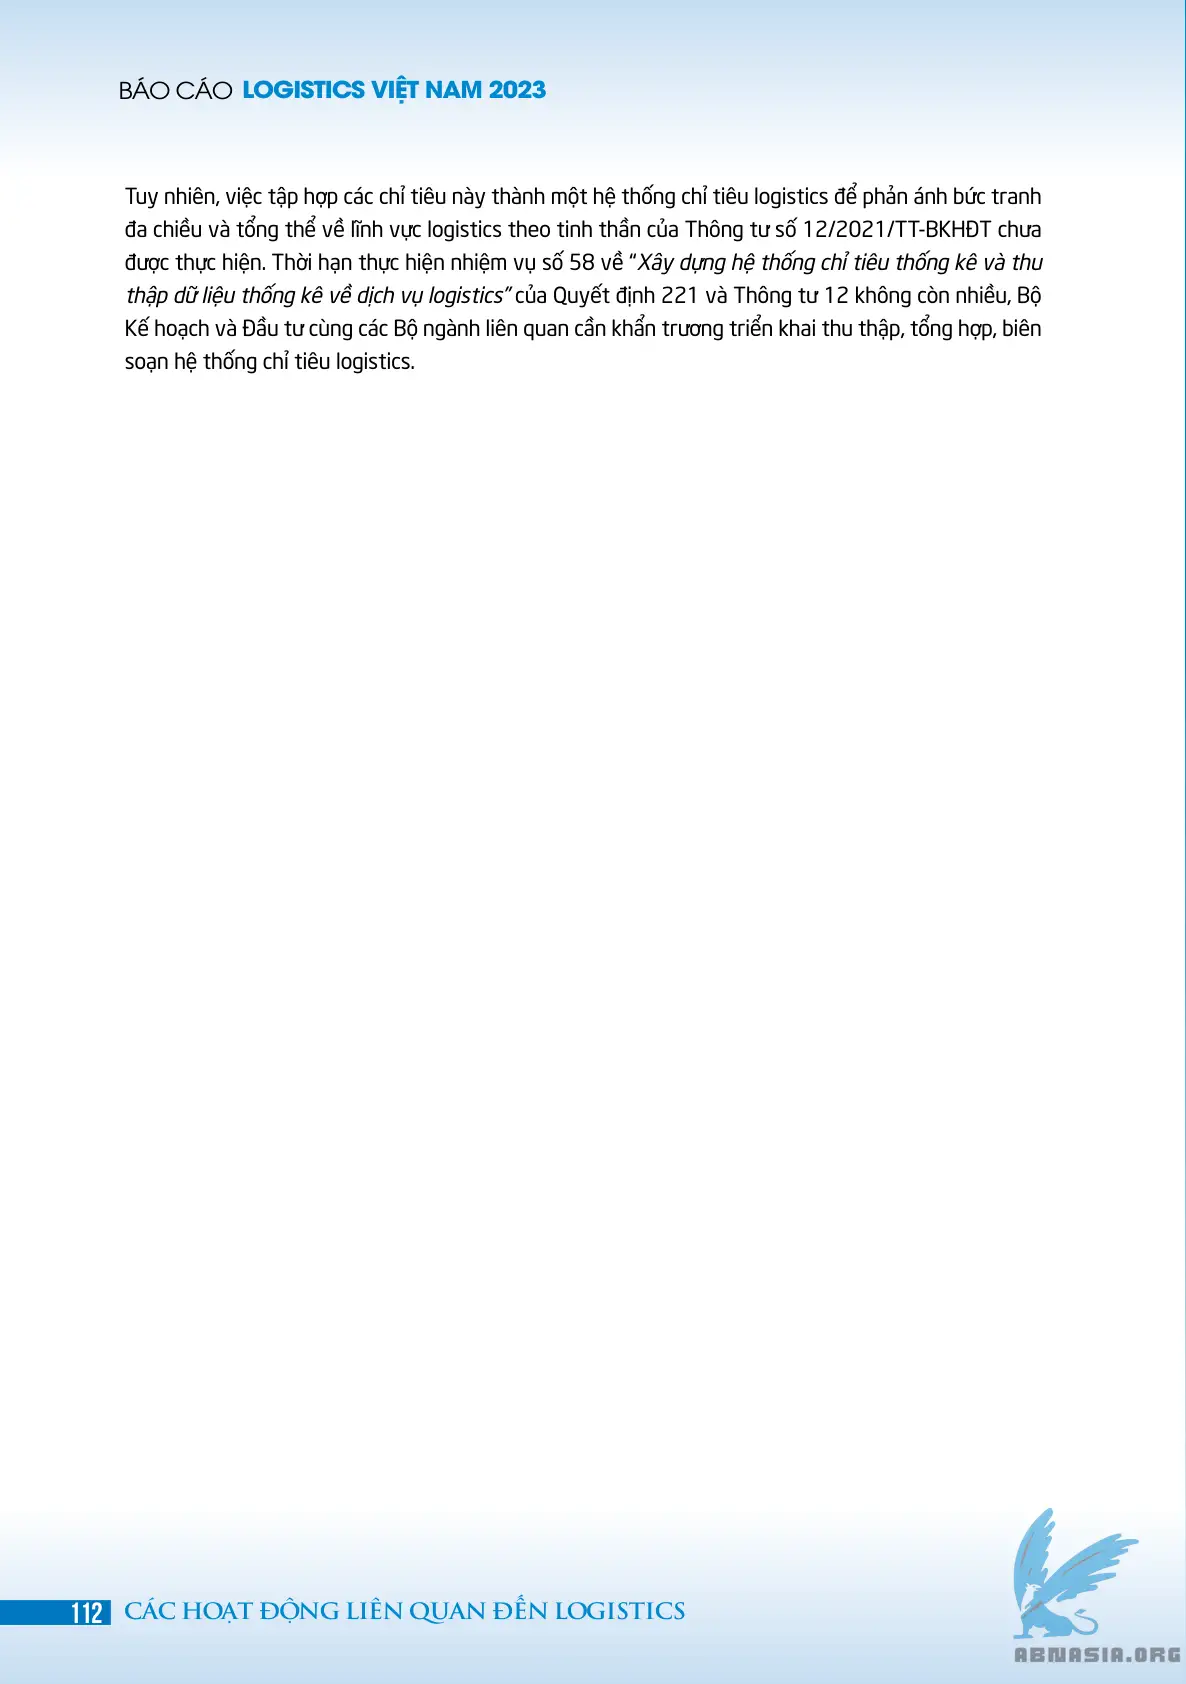 BÁO CÁO LOGISTICS VIỆT NAM 2023
Tuy nhiên, việc tập hợp các chỉ tiêu này thành một hệ thống chỉ tiêu logistics để phản ánh bức tranh
đa chiều và tổng thể về lĩnh vực logistics theo tinh thần của Thông tư số 12/2021/TT-BKHĐT chưa
được thực hiện. Thời hạn thực hiện nhiệm vụ số 58 về “Xây dựng hệ thống chỉ tiêu thống kê và thu
thập dữ liệu thống kê về dịch vụ logistics” của Quyết định 221 và Thông tư 12 không còn nhiều, Bộ
Kế hoạch và Đầu tư cùng các Bộ ngành liên quan cần khẩn trương triển khai thu thập, tổng hợp, biên
soạn hệ thống chỉ tiêu logistics.
112 CÁC HOẠT ĐỘNG LIÊN QUAN ĐẾN LOGISTICS
ABNASIA.ORG